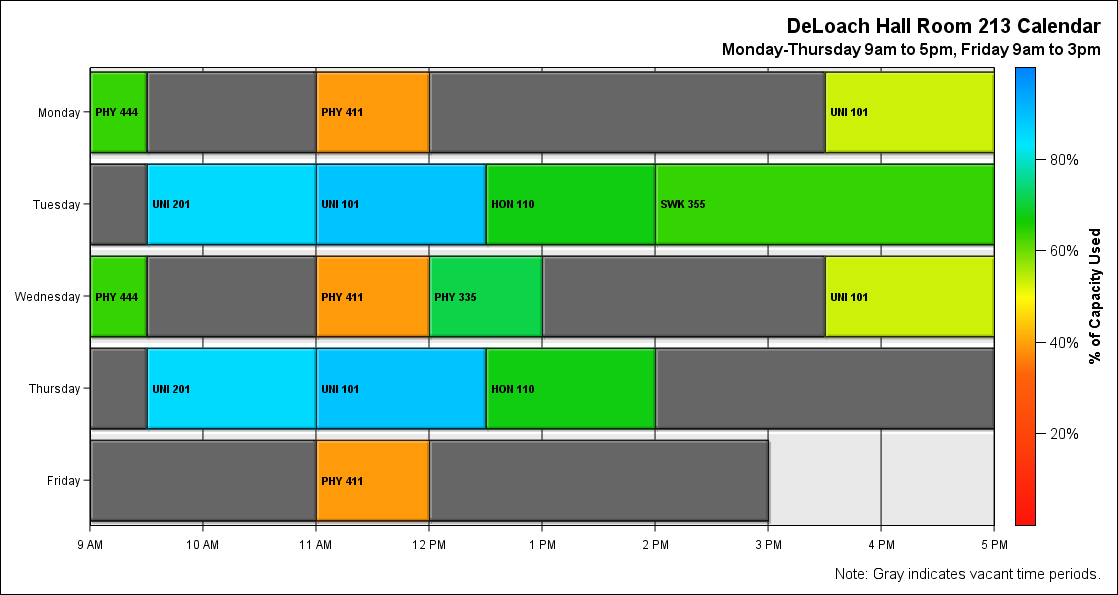 DeLoach Hall Room 213 Calendar
Monday-Thursday 9am to 5pm, Friday 9am to 3pm
Monday
PHY 444
PHY 411
UNI 101
Tuesday
UNI 201
UNI 101
HON 110
SWK 355
Wednesday
PHY 444
PHY 411
PHY 335
UNI 101
Thursday
UNI 201
UNI 101
HON 110
Friday
PHY 411
9 AM
10 AM
11 AM
12 PM
1 PM
2 PM
3 PM
4 PM
5 PM
80%
60%
40%
20%
% of Capacity Used
Note: Gray indicates vacant time periods.